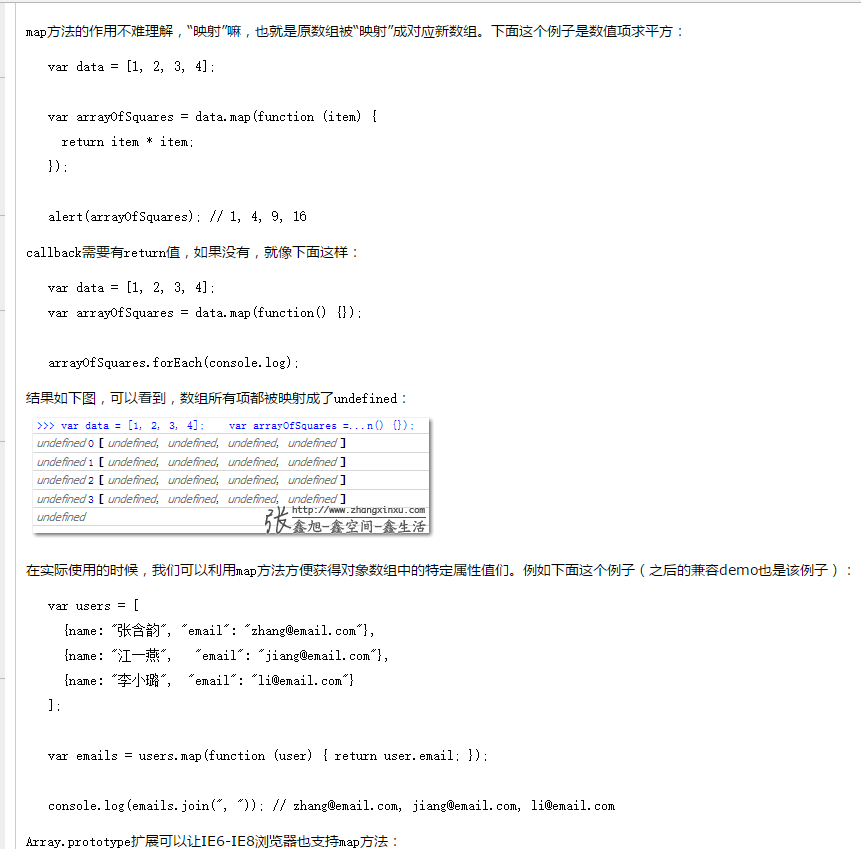 map方法的作用不难理解，“映射”嘛，也就是原数组被“映射”成对应新数组。下面这个例子是数值项求平方：
var data = [1, 2, 3, 4];
var arrayOfSquares = data.map(function (item) {
return item * item;
});
alert(arrayOfSquares); // 1, 4, 9, 16
callback需要有return值，如果没有，就像下面这样：
var data = [1, 2, 3, 4];
var arrayOfSquares = data.map(function() {});
arrayOfSquares.forEach(console.log);
结果如下图，可以看到，数组所有项都被映射成了undefined：
>>> var data = [1, 2, 3, 4];    var arrayOfSquares =...n() {});
undefined 0 [ undefined, undefined, undefined, undefined ]
undefined 1 [ undefined, undefined, undefined, undefined ]
undefined 2 [ undefined, undefined, undefined, undefined ]
undefined 3 [ undefined, undefined, undefined, undefined ]
undefined
http://www.zhangxinxu.com
张鑫旭-鑫空间-鑫生活
在实际使用的时候，我们可以利用map方法方便获得对象数组中的特定属性值们。例如下面这个例子（之后的兼容demo也是该例子）：
var users = [
{name: "张含韵", "email": "zhang@email.com"},
{name: "江一燕",   "email": "jiang@email.com"},
{name: "李小璐",  "email": "li@email.com"}
];
var emails = users.map(function (user) { return user.email; });
console.log(emails.join(", ")); // zhang@email.com, jiang@email.com, li@email.com
Array.prototype扩展可以让IE6-IE8浏览器也支持map方法：